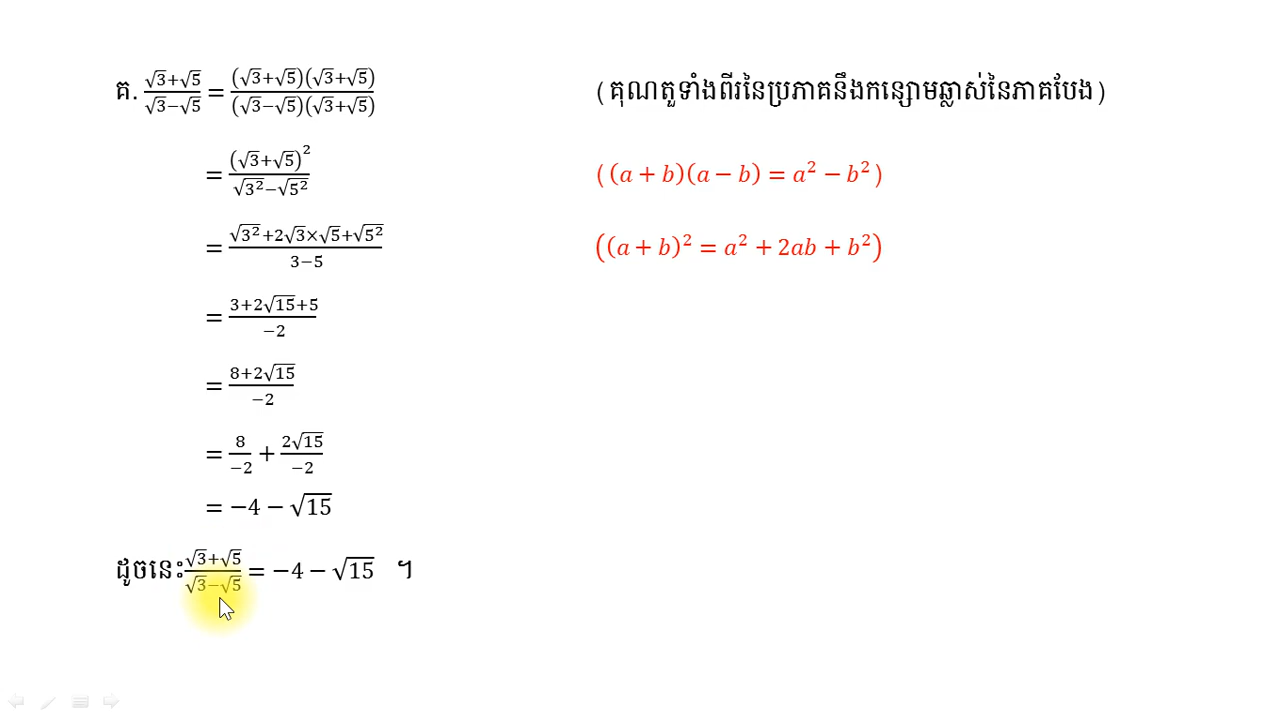 គ. (√3+√5)/(√3−√5) = ((√3+√5)(√3+√5))/((√3−√5)(√3+√5)) (គុណតួទាំងពីរនៃប្រភាគនឹងកន្សោមឆ្លាស់នៃភាគបែង)
= (√3+√5)²/(√3²−√5²) ((a + b)(a − b) = a² − b²)
= (√3²+2√3×√5+√5²)/(3−5) ((a + b)² = a² + 2ab + b²)
= (3+2√15+5)/(−2)
= (8+2√15)/(−2)
= 8/(−2) + (2√15)/(−2)
= −4 − √15
ដូចនេះ (√3+√5)/(√3−√5) = −4 − √15 ។